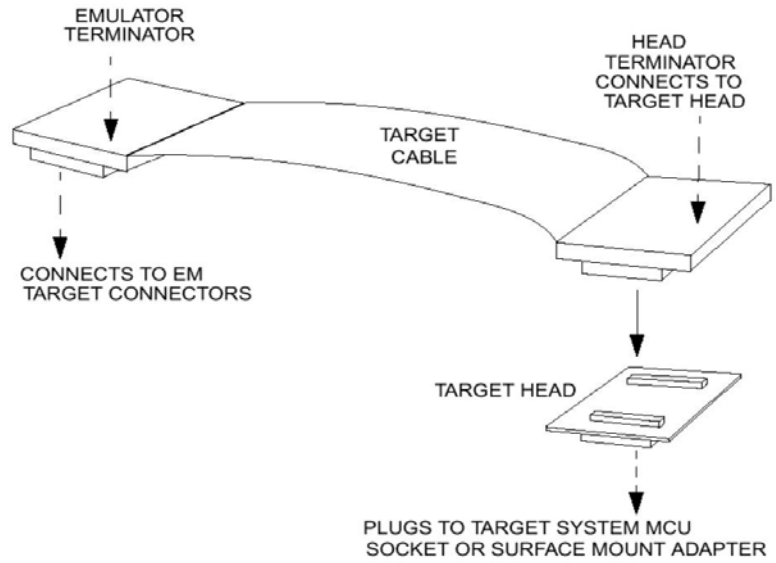 EMULATOR
TERMINATOR
HEAD
TERMINATOR
CONNECTS TO
TARGET HEAD
TARGET
CABLE
CONNECTS TO EM
TARGET CONNECTORS
TARGET HEAD
PLUGS TO TARGET SYSTEM MCU
SOCKET OR SURFACE MOUNT ADAPTER